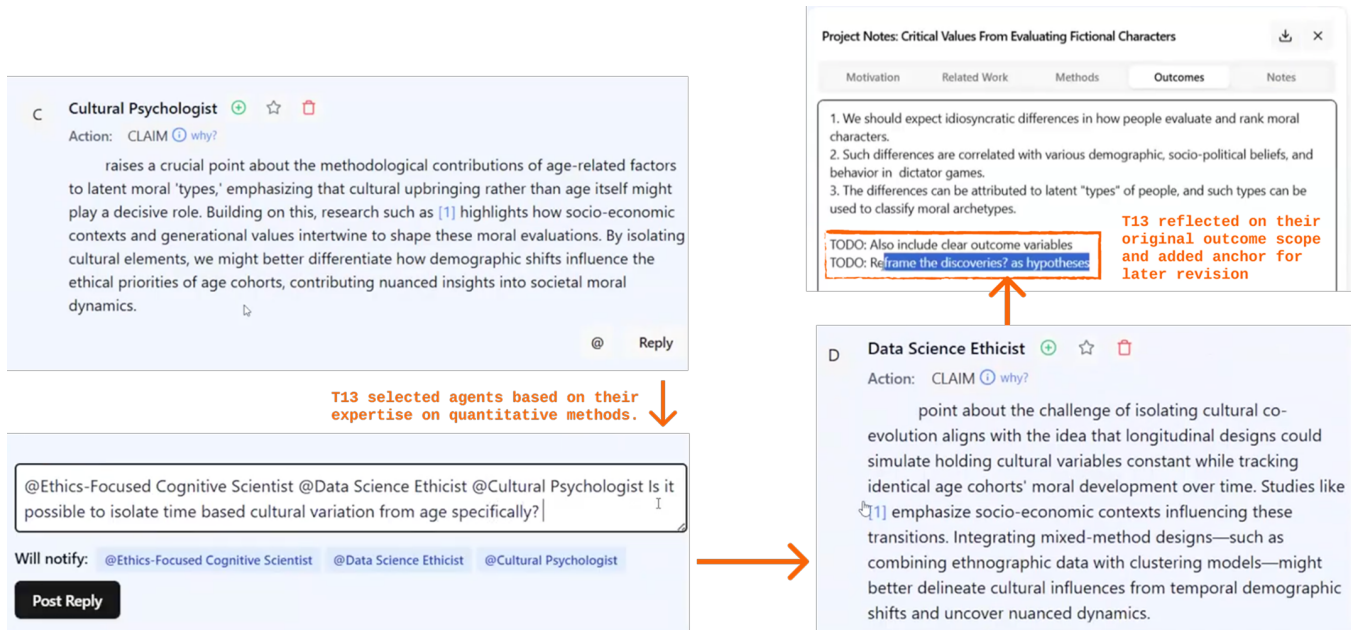 C
Cultural Psychologist
Action: CLAIM why?
raises a crucial point about the methodological contributions of age-related factors
to latent moral 'types,' emphasizing that cultural upbringing rather than age itself might
play a decisive role. Building on this, research such as [1] highlights how socio-economic
contexts and generational values intertwine to shape these moral evaluations. By isolating
cultural elements, we might better differentiate how demographic shifts influence the
ethical priorities of age cohorts, contributing nuanced insights into societal moral
dynamics.
@ Reply
T13 selected agents based on their
expertise on quantitative methods.
@Ethics-Focused Cognitive Scientist @Data Science Ethicist @Cultural Psychologist Is it
possible to isolate time based cultural variation from age specifically?
Will notify: @Ethics-Focused Cognitive Scientist @Data Science Ethicist @Cultural Psychologist
Post Reply
D
Data Science Ethicist
Action: CLAIM why?
point about the challenge of isolating cultural co-
evolution aligns with the idea that longitudinal designs could
simulate holding cultural variables constant while tracking
identical age cohorts' moral development over time. Studies like
[1] emphasize socio-economic contexts influencing these
transitions. Integrating mixed-method designs—such as
combining ethnographic data with clustering models—might
better delineate cultural influences from temporal demographic
shifts and uncover nuanced dynamics.
Project Notes: Critical Values From Evaluating Fictional Characters
Motivation Related Work Methods Outcomes Notes
1. We should expect idiosyncratic differences in how people evaluate and rank moral
characters.
2. Such differences are correlated with various demographic, socio-political beliefs, and
behavior in dictator games.
3. The differences can be attributed to latent "types" of people, and such types can be
used to classify moral archetypes.
TODO: Also include clear outcome variables
TODO: Reframe the discoveries? as hypotheses
T13 reflected on their
original outcome scope
and added anchor for
later revision